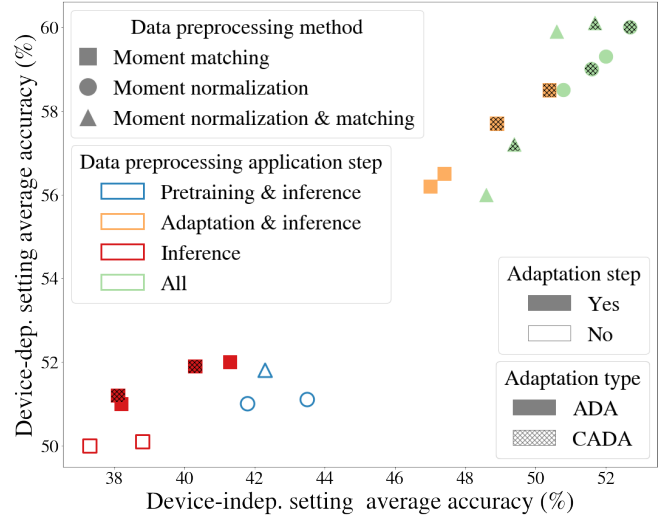 60
58
56
54
52
50
Device-dep. setting average accuracy (%)
Data preprocessing method
Moment matching
Moment normalization
Moment normalization & matching
Data preprocessing application step
Pretraining & inference
Adaptation & inference
Inference
All
Adaptation step
Yes
No
Adaptation type
ADA
CADA
38 40 42 44 46 48 50 52
Device-indep. setting average accuracy (%)